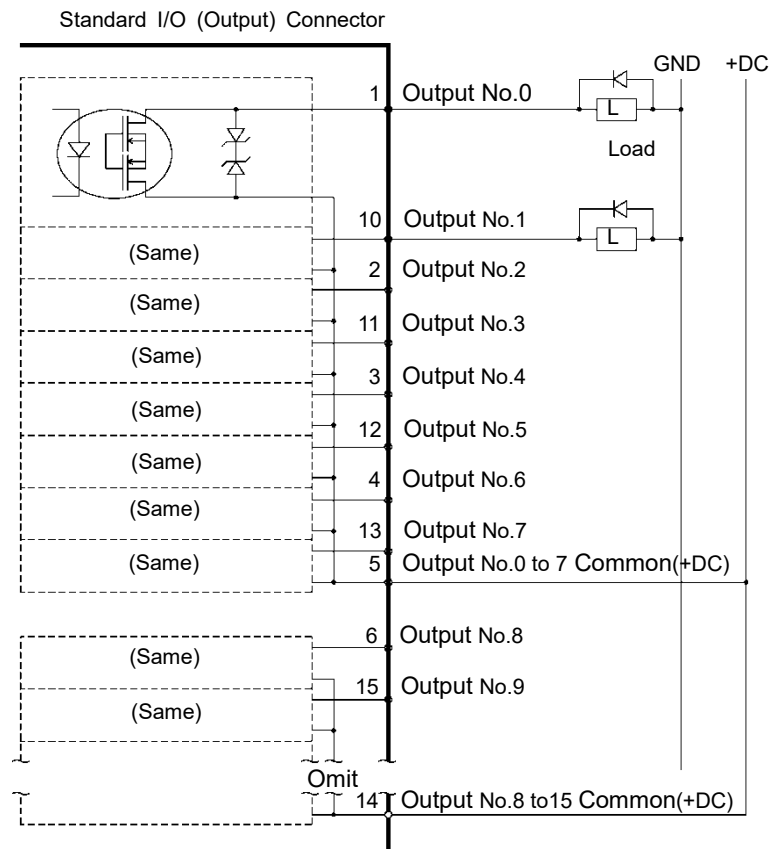 Standard I/O (Output) Connector
GND +DC
1 Output No.0
L
Load
10 Output No.1
L
(Same)
2 Output No.2
(Same)
11 Output No.3
(Same)
3 Output No.4
(Same)
12 Output No.5
(Same)
4 Output No.6
(Same)
13 Output No.7
(Same)
5 Output No.0 to 7 Common(+DC)
6 Output No.8
(Same)
15 Output No.9
(Same)
Omit
14 Output No.8 to15 Common(+DC)